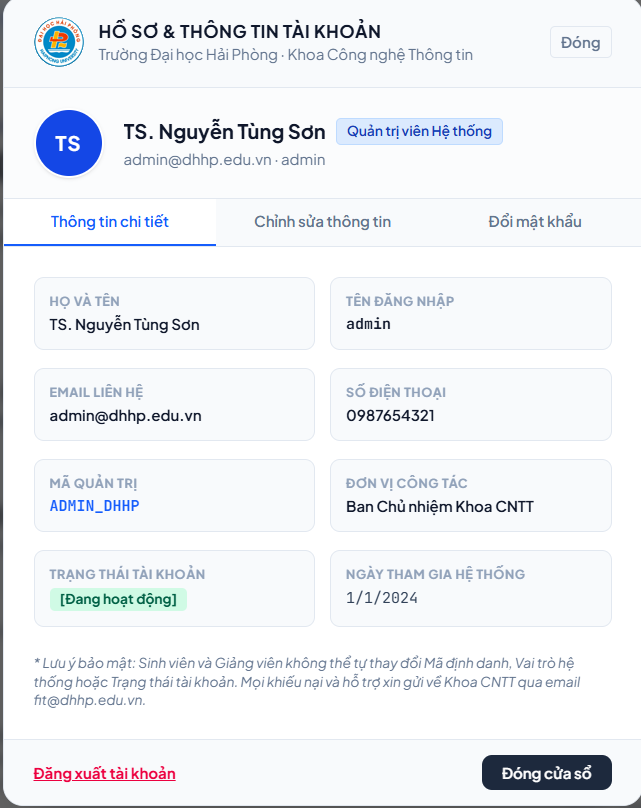 HỒ SƠ & THÔNG TIN TÀI KHOẢN
Trường Đại học Hải Phòng · Khoa Công nghệ Thông tin
Đóng
TS
TS. Nguyễn Tùng Sơn
Quản trị viên Hệ thống
admin@dhhp.edu.vn · admin
Thông tin chi tiết
Chỉnh sửa thông tin
Đổi mật khẩu
HỌ VÀ TÊN
TS. Nguyễn Tùng Sơn
TÊN ĐĂNG NHẬP
admin
EMAIL LIÊN HỆ
admin@dhhp.edu.vn
SỐ ĐIỆN THOẠI
0987654321
MÃ QUẢN TRỊ
ADMIN_DHHP
ĐƠN VỊ CÔNG TÁC
Ban Chủ nhiệm Khoa CNTT
TRẠNG THÁI TÀI KHOẢN
[Đang hoạt động]
NGÀY THAM GIA HỆ THỐNG
1/1/2024
* Lưu ý bảo mật: Sinh viên và Giảng viên không thể tự thay đổi Mã định danh, Vai trò hệ
thống hoặc Trạng thái tài khoản. Mọi khiếu nại và hỗ trợ xin gửi về Khoa CNTT qua email
fit@dhhp.edu.vn.
Đăng xuất tài khoản
Đóng cửa sổ